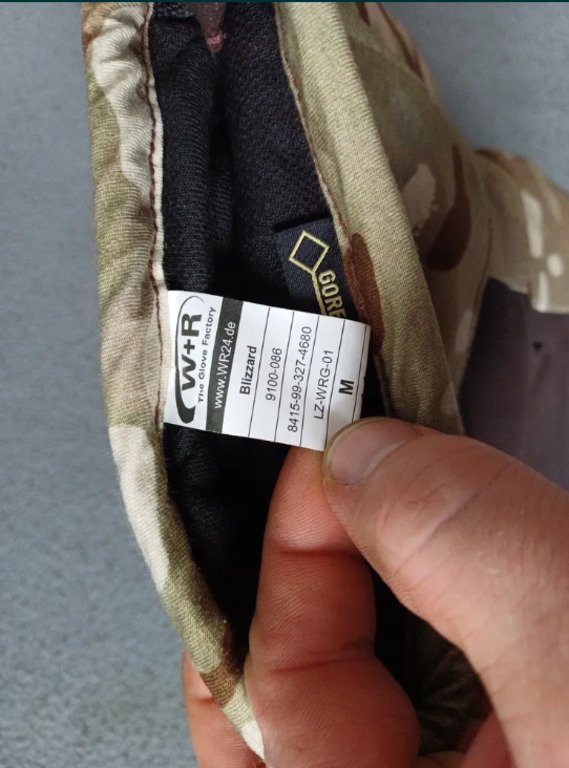 W+R
The Glove Factory
www.WR24.de
Blizzard
9100-086
8415-99-327-4680
LZ-WRG-01
M
GORE